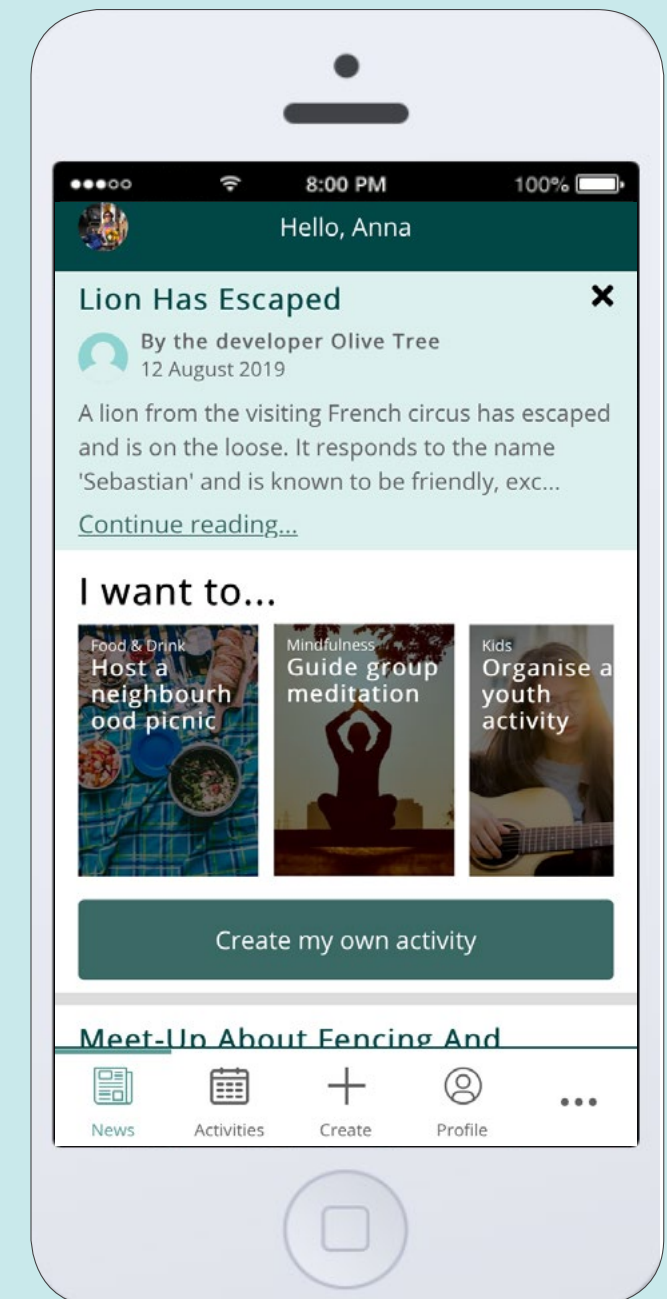 8:00 PM
100%
Hello, Anna
Lion Has Escaped
By the developer Olive Tree
12 August 2019
A lion from the visiting French circus has escaped
and is on the loose. It responds to the name
'Sebastian' and is known to be friendly, exc...
Continue reading...
I want to...
Food & Drink
Host a
neighbourh
ood picnic
Mindfulness
Guide group
meditation
Kids
Organise a
youth
activity
Create my own activity
Meet-Up About Fencing And
News
Activities
Create
Profile